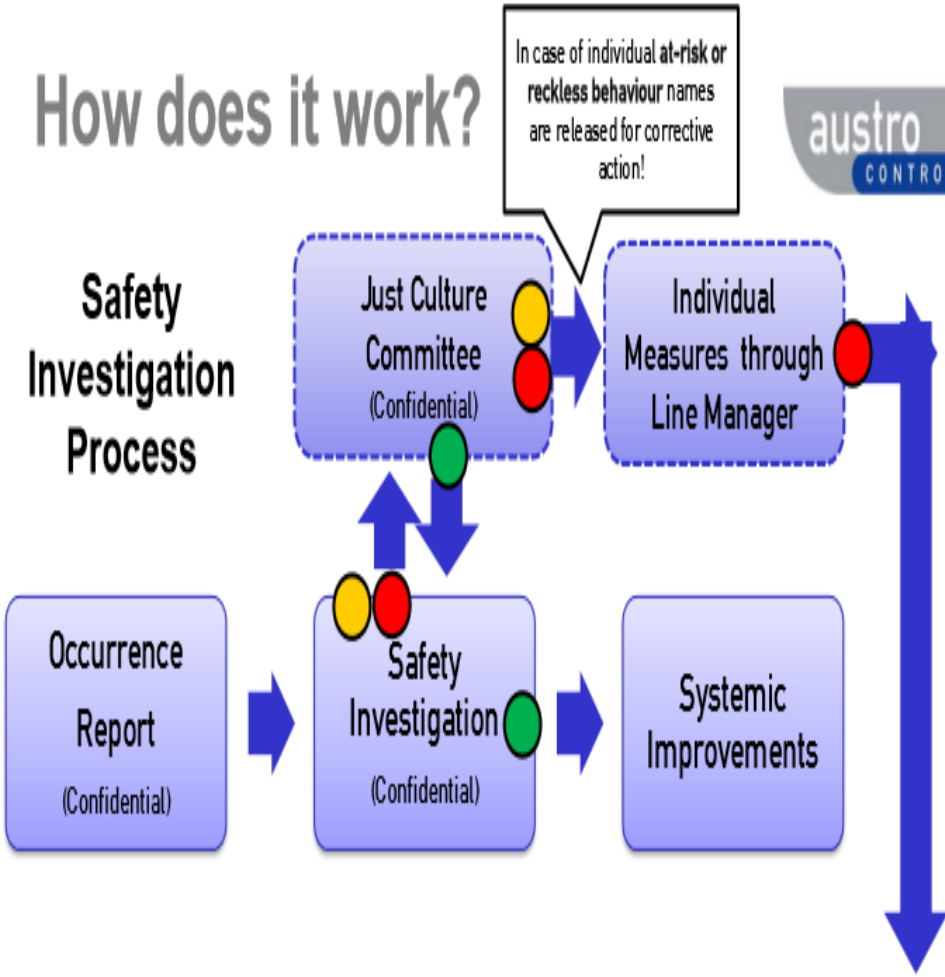 How does it work?
In case of individual at-risk or
reckless behaviour names
are released for corrective
action!
austro
CONTRO
Safety
Investigation
Process
Just Culture
Committee
(Confidential)
Individual
Measures through
Line Manager
Occurrence
Report
(Confidential)
Safety
Investigation
(Confidential)
Systemic
Improvements